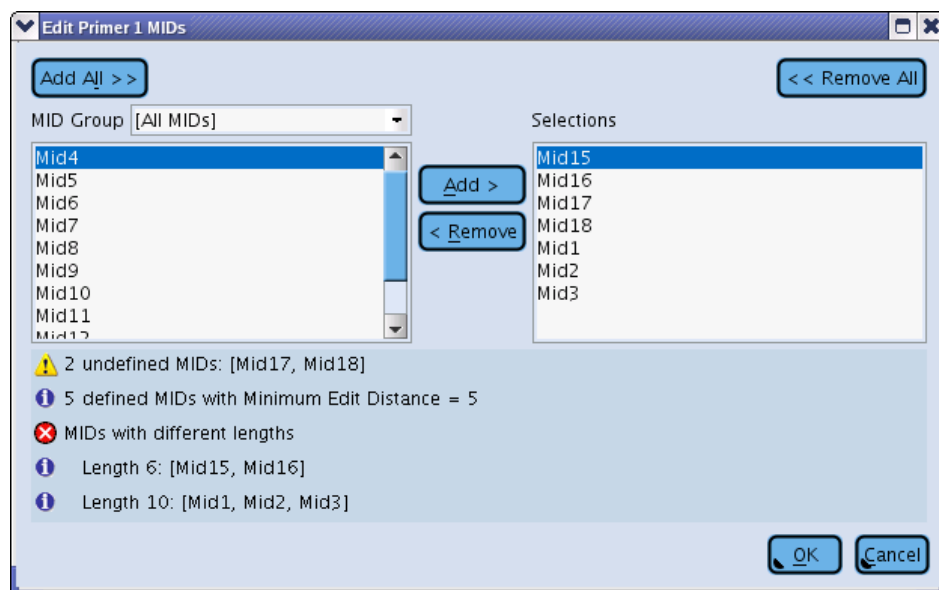 Edit Primer 1 MIDs
Add All >>
<< Remove All
MID Group [All MIDs]
Selections
Mid4
Mid5
Mid6
Mid7
Mid8
Mid9
Mid10
Mid11
Mid12
Add >
< Remove
Mid15
Mid16
Mid17
Mid18
Mid1
Mid2
Mid3
2 undefined MIDs: [Mid17, Mid18]
5 defined MIDs with Minimum Edit Distance = 5
MIDs with different lengths
Length 6: [Mid15, Mid16]
Length 10: [Mid1, Mid2, Mid3]
OK
Cancel